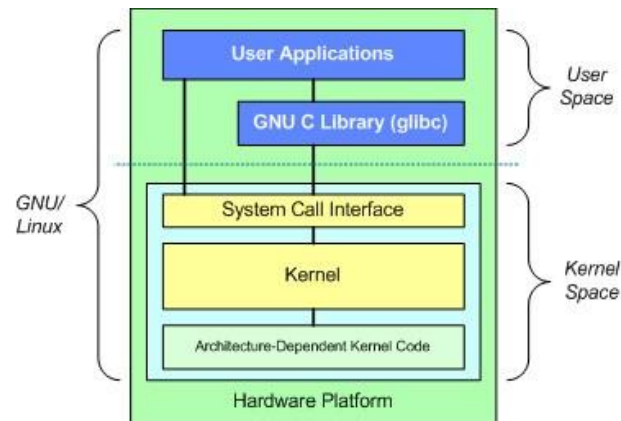 User Applications
GNU C Library (glibc)
User
Space
GNU/
Linux
System Call Interface
Kernel
Architecture-Dependent Kernel Code
Kernel
Space
Hardware Platform